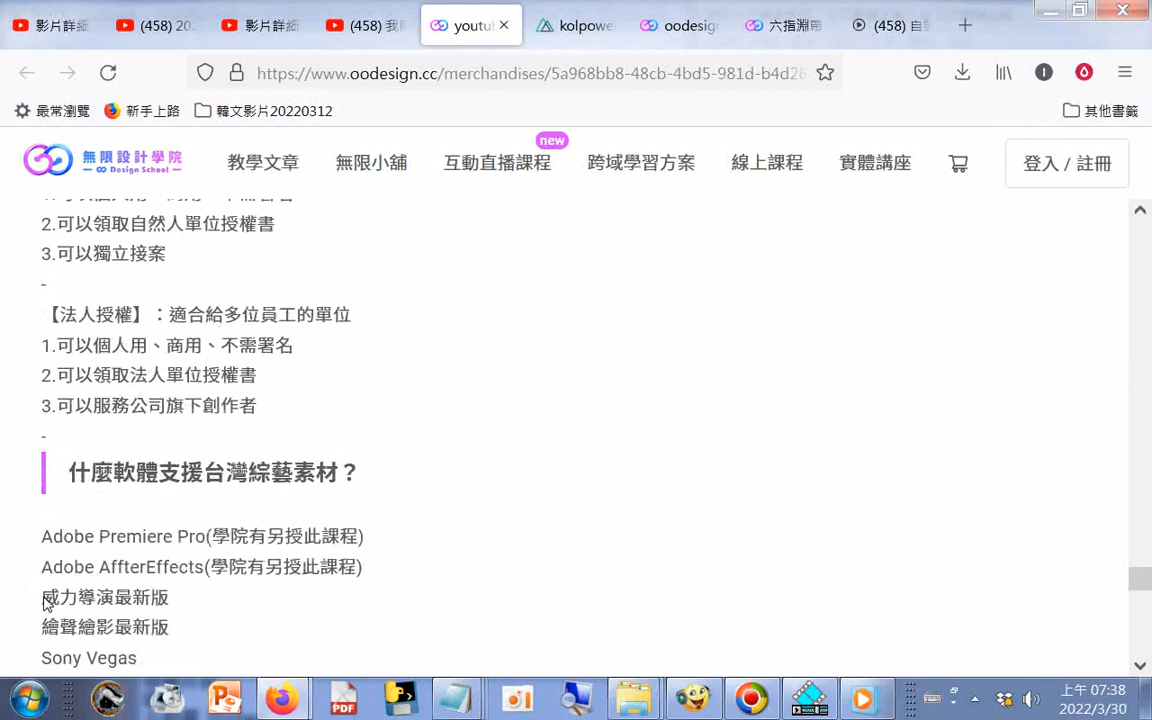 影片詳細
(458) 20
影片詳細
(458) 我
youtu
kolpowe
oodesig
六指淵帶
(458) 自
https://www.oodesign.cc/merchandises/5a968bb8-48cb-4bd5-981d-b4d26
最常瀏覽
新手上路
韓文影片20220312
其他書籤
無限設計學院
Design School
教學文章
無限小舖
互動直播課程
new
跨域學習方案
線上課程
實體講座
登入 / 註冊
2.可以領取自然人單位授權書
3.可以獨立接案
-
【法人授權】：適合給多位員工的單位
1.可以個人用、商用、不需署名
2.可以領取法人單位授權書
3.可以服務公司旗下創作者
-
什麼軟體支援台灣綜藝素材？
Adobe Premiere Pro(學院有另授此課程)
Adobe AffterEffects(學院有另授此課程)
威力導演最新版
繪聲繪影最新版
Sony Vegas
PDF
上午 07:38
2022/3/30